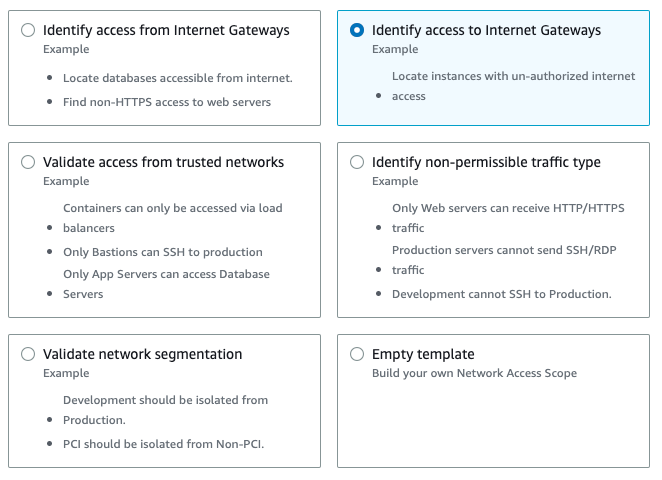 Identify access from Internet Gateways
Example
Locate databases accessible from internet.
Find non-HTTPS access to web servers
Identify access to Internet Gateways
Example
Locate instances with un-authorized internet
access
Validate access from trusted networks
Example
Containers can only be accessed via load
balancers
Only Bastions can SSH to production
Only App Servers can access Database
Servers
Identify non-permissible traffic type
Example
Only Web servers can receive HTTP/HTTPS
traffic
Production servers cannot send SSH/RDP
traffic
Development cannot SSH to Production.
Validate network segmentation
Example
Development should be isolated from
Production.
PCI should be isolated from Non-PCI.
Empty template
Build your own Network Access Scope